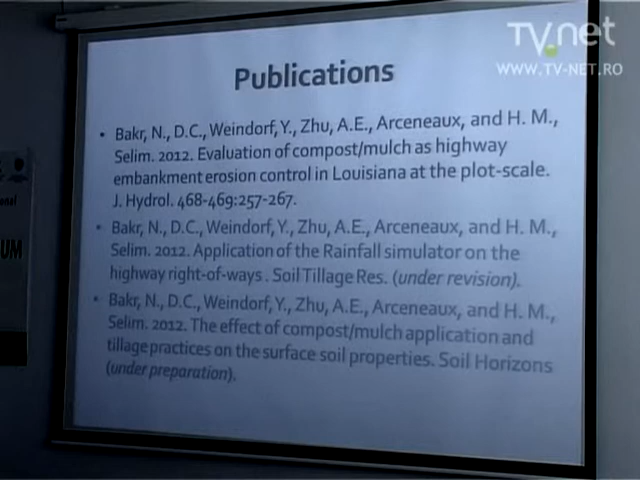 TV.net
WWW.TV-NET.RO
Publications
• Bakr, N., D.C., Weindorf,Y., Zhu, A.E., Arceneaux, and H. M.,
Selim. 2012. Evaluation of compost/mulch as highway
embankment erosion control in Louisiana at the plot-scale.
J. Hydrol. 468-469:257-267.
• Bakr, N., D.C., Weindorf,Y., Zhu, A.E., Arceneaux, and H. M.,
Selim. 2012. Application of the Rainfall simulator on the
highway right-of-ways . Soil Tillage Res. (under revision).
• Bakr, N., D.C., Weindorf,Y., Zhu, A.E., Arceneaux, and H. M.,
Selim. 2012. The effect of compost/mulch application and
tillage practices on the surface soil properties. Soil Horizons
(under preparation).
UM